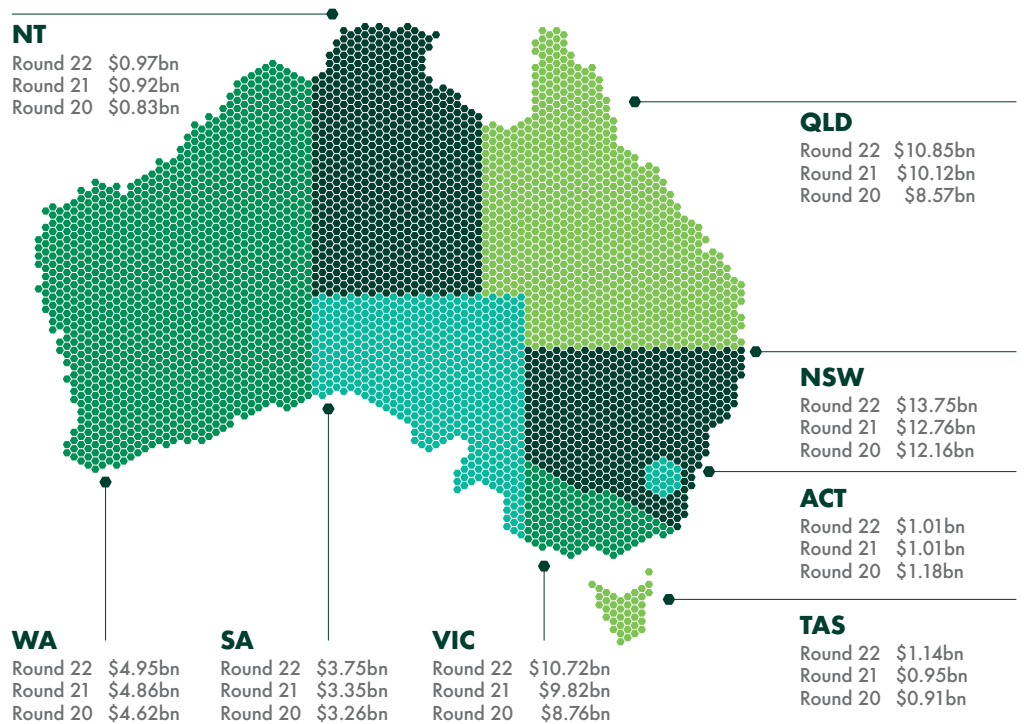 NT
Round 22 $0.97bn
Round 21 $0.92bn
Round 20 $0.83bn
QLD
Round 22 $10.85bn
Round 21 $10.12bn
Round 20 $8.57bn
NSW
Round 22 $13.75bn
Round 21 $12.76bn
Round 20 $12.16bn
ACT
Round 22 $1.01bn
Round 21 $1.01bn
Round 20 $1.18bn
TAS
Round 22 $1.14bn
Round 21 $0.95bn
Round 20 $0.91bn
WA
Round 22 $4.95bn
Round 21 $4.86bn
Round 20 $4.62bn
SA
Round 22 $3.75bn
Round 21 $3.35bn
Round 20 $3.26bn
VIC
Round 22 $10.72bn
Round 21 $9.82bn
Round 20 $8.76bn